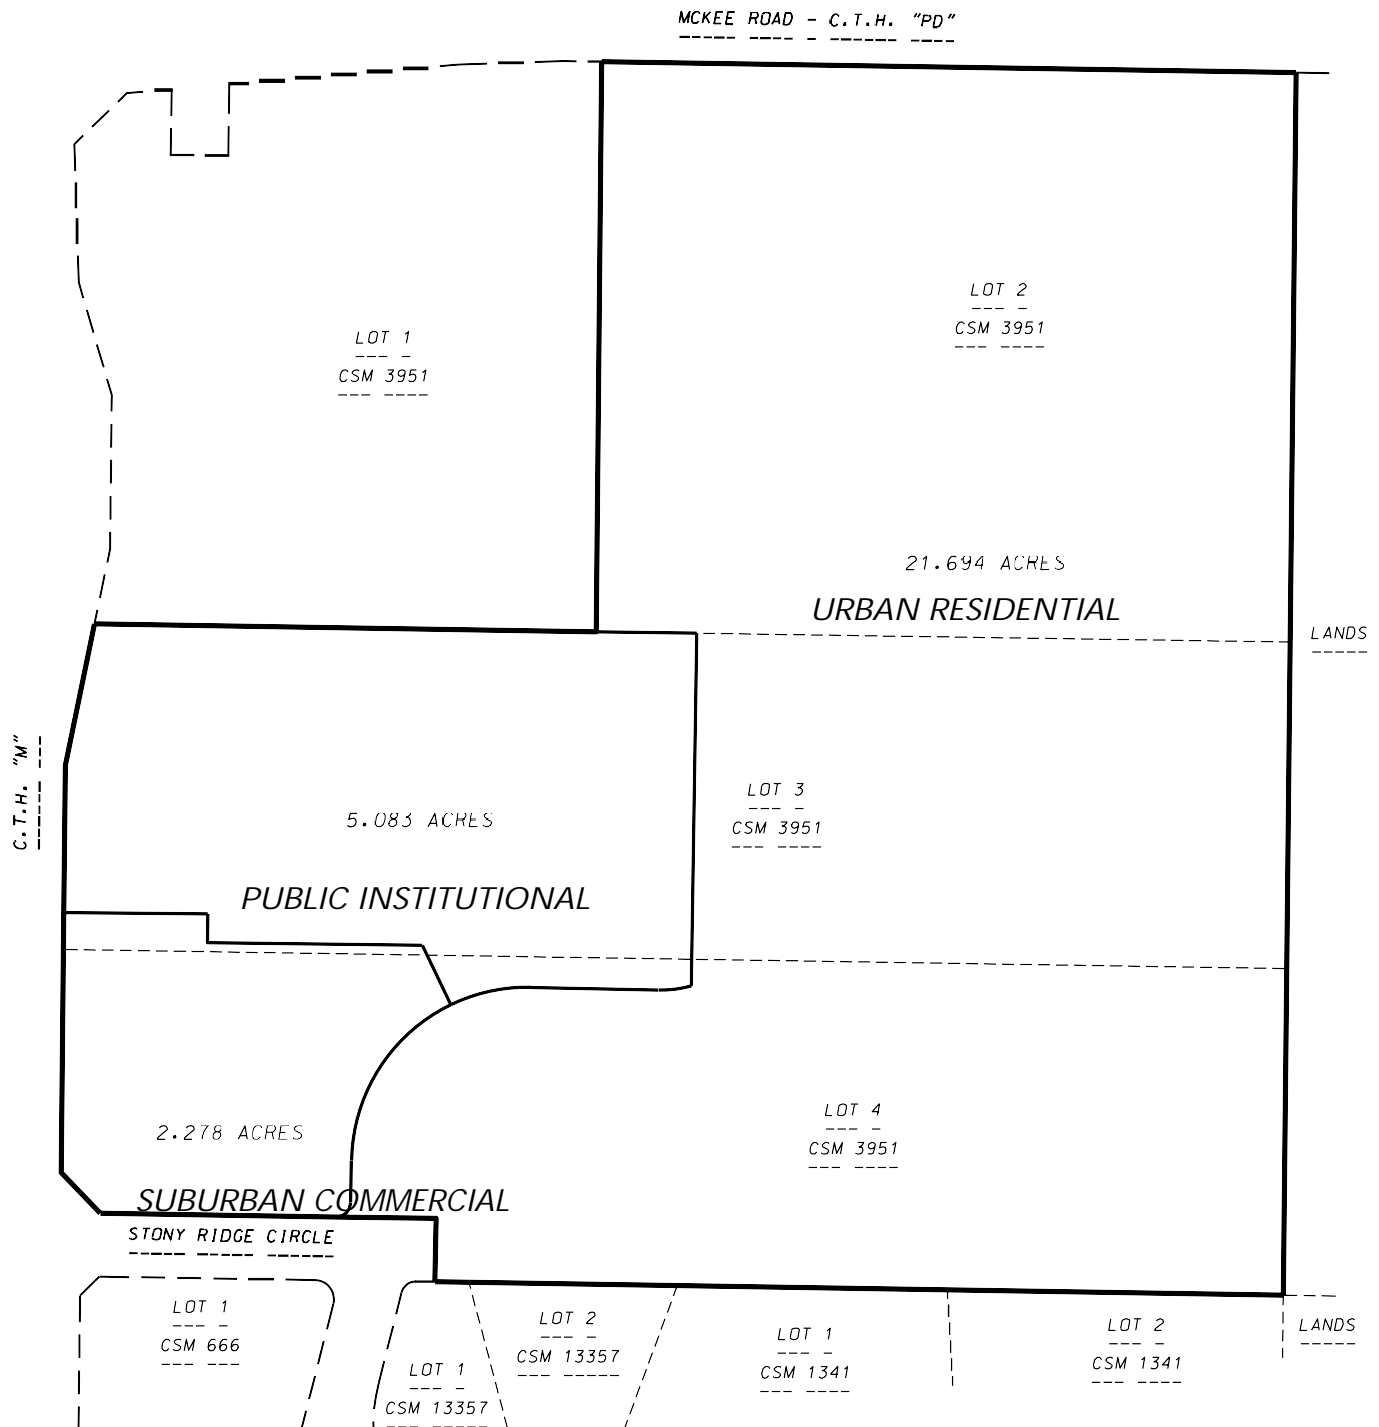 MCKEE ROAD - C.T.H. "PD"
LOT 2
CSM 3951
LOT 1
CSM 3951
21.694 ACRES
URBAN RESIDENTIAL
LANDS
C.T.H. "M"
LOT 3
CSM 3951
5.083 ACRES
PUBLIC INSTITUTIONAL
LOT 4
CSM 3951
2.278 ACRES
SUBURBAN COMMERCIAL
STONY RIDGE CIRCLE
LOT 1
CSM 666
LOT 1
CSM 13357
LOT 2
CSM 13357
LOT 1
CSM 1341
LOT 2
CSM 1341
LANDS